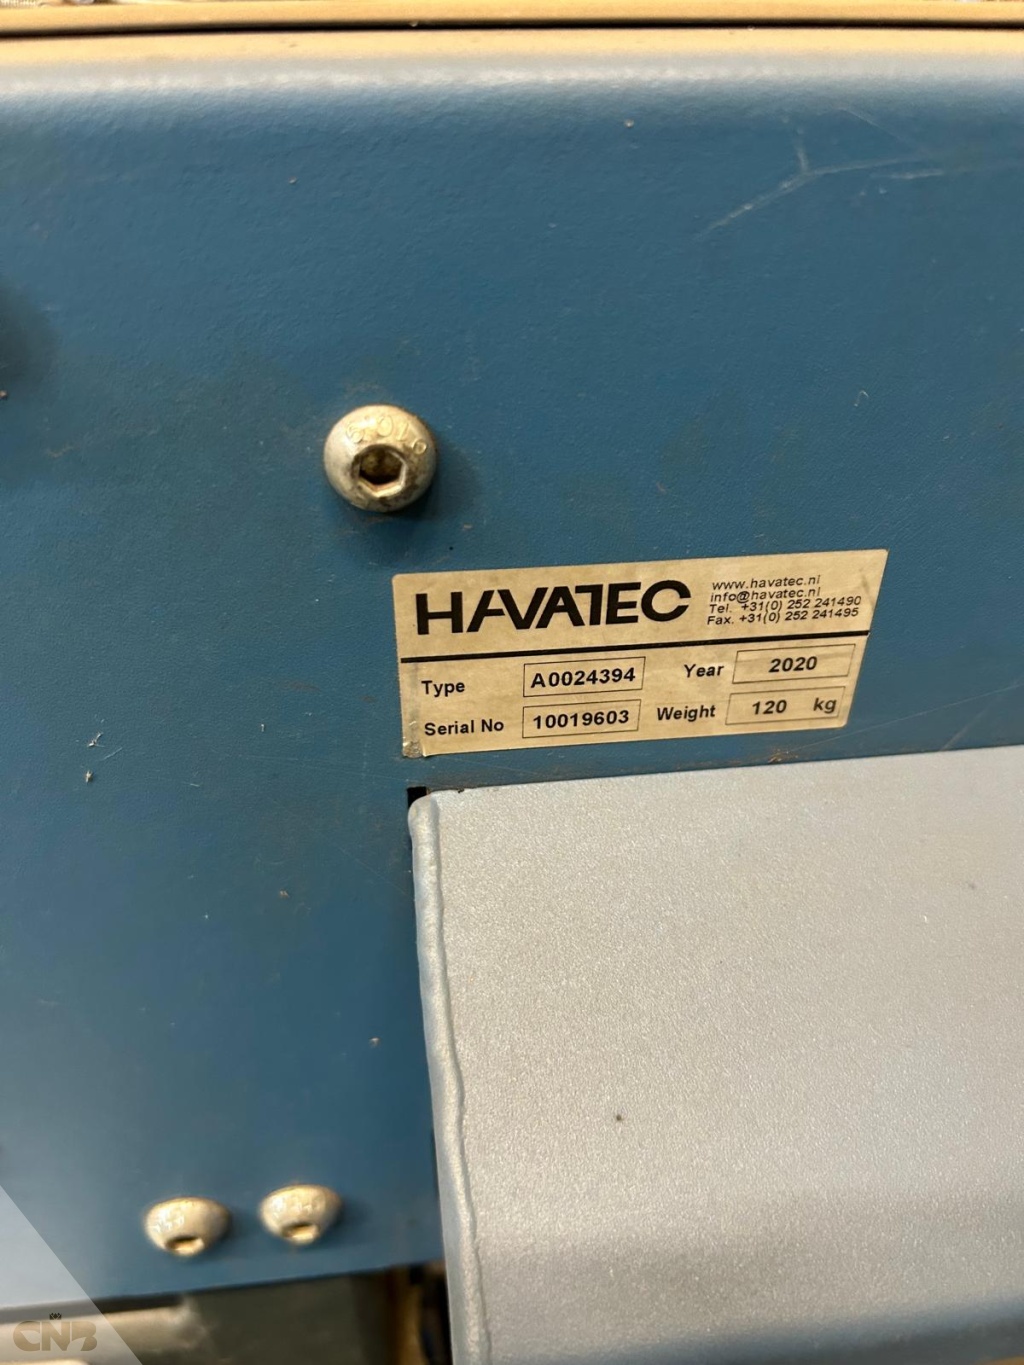 HAVATEC
www.havatec.nl
info@havatec.nl
Tel. +31(0) 252 241490
Fax. +31(0) 252 241495
Type A0024394 Year 2020
Serial No 10019603 Weight 120 kg
CNB